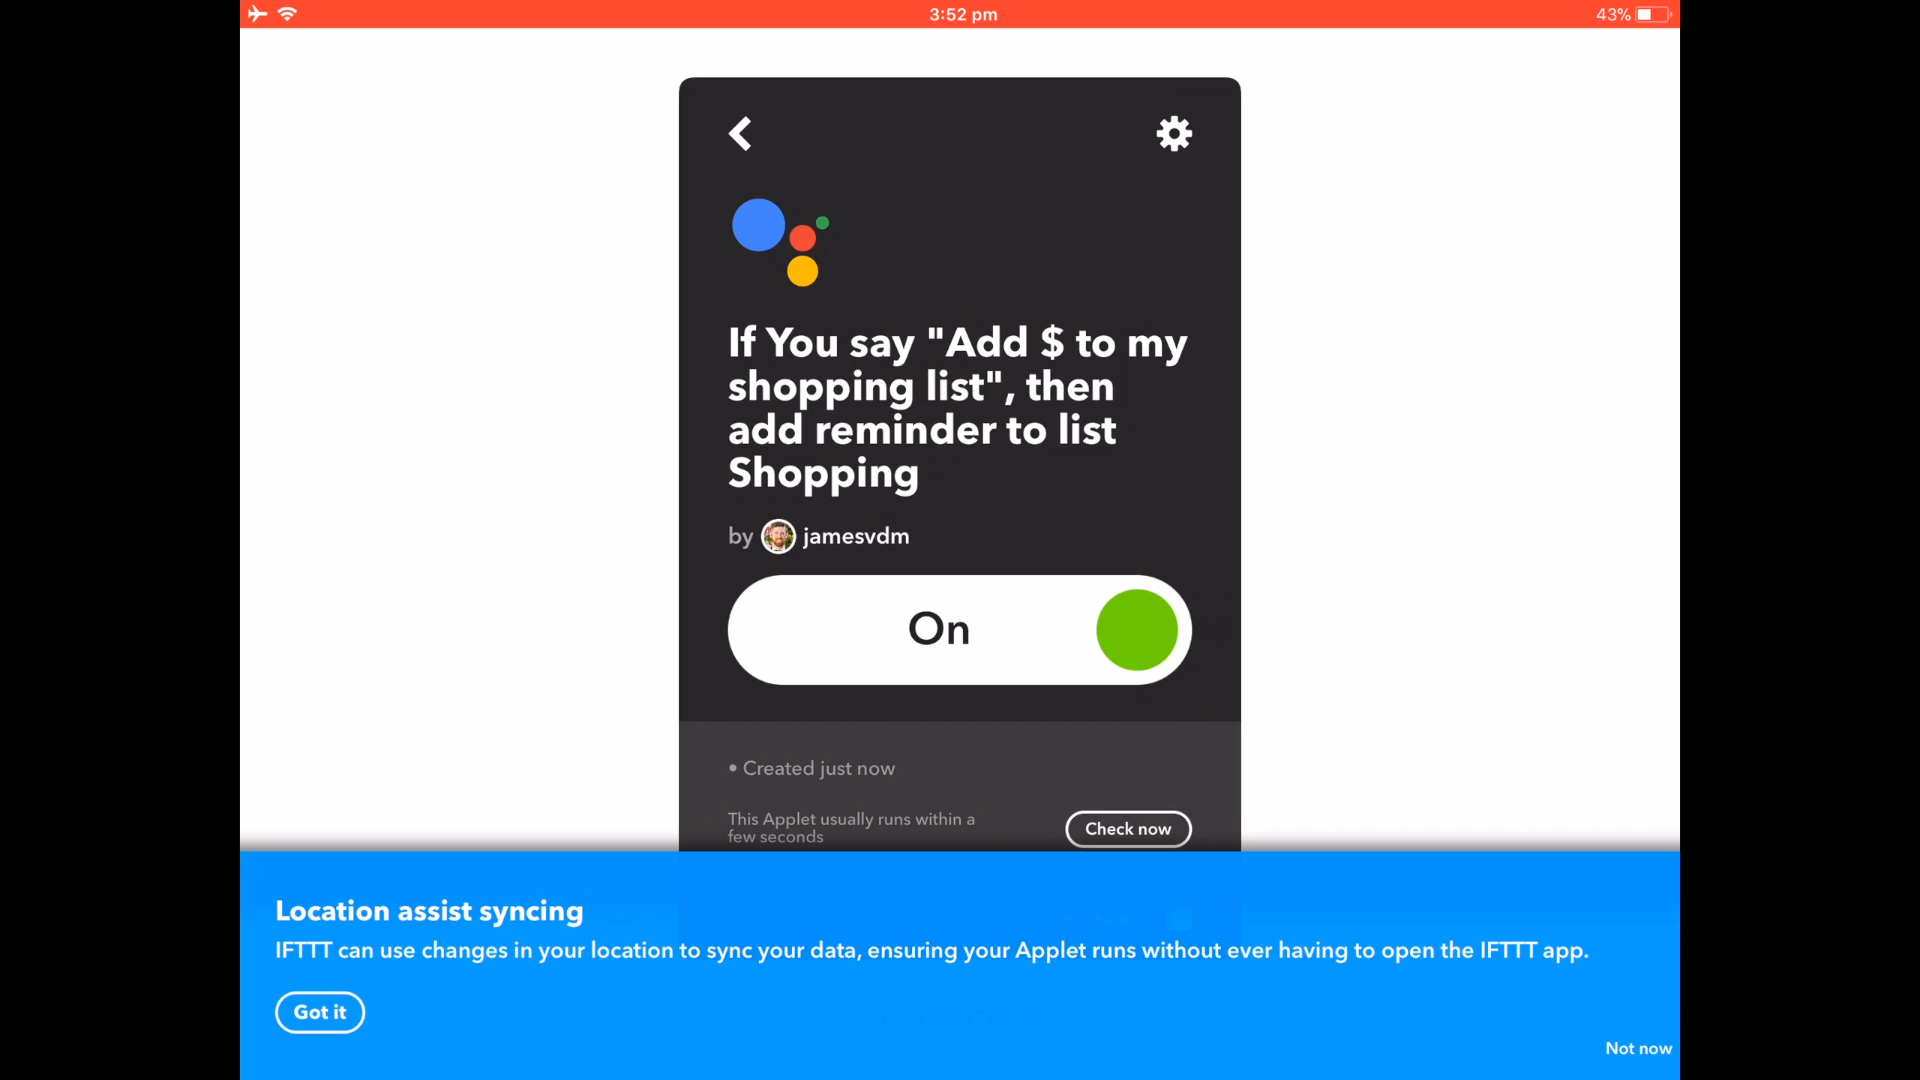 3:52 pm
43%
If You say "Add $ to my
shopping list", then
add reminder to list
Shopping
by jamesvdm
On
• Created just now
This Applet usually runs within a
few seconds
Check now
Location assist syncing
IFTTT can use changes in your location to sync your data, ensuring your Applet runs without ever having to open the IFTTT app.
Got it
Not now